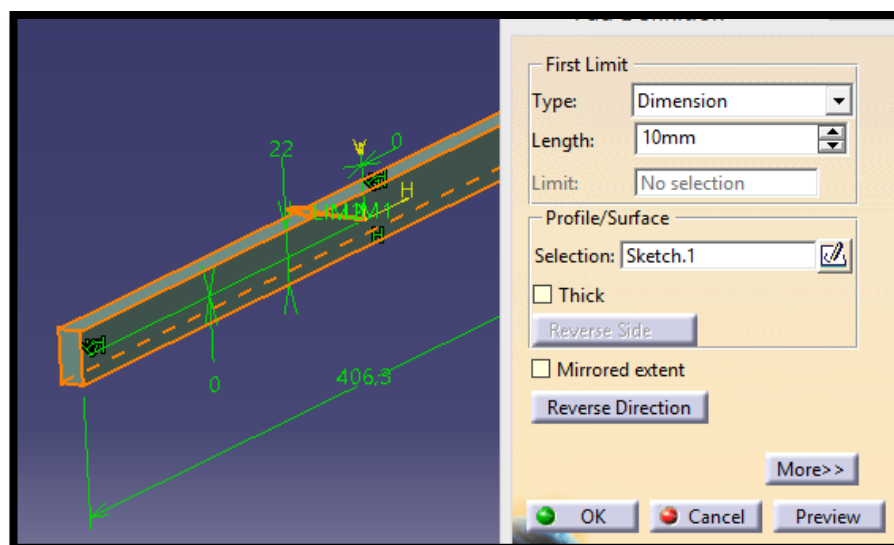 First Limit
Type: Dimension
Length: 10mm
Limit: No selection
Profile/Surface
Selection: Sketch.1
Thick
Reverse Side
Mirrored extent
Reverse Direction
More>>
OK Cancel Preview
22
0
V
H
H
0
406,3